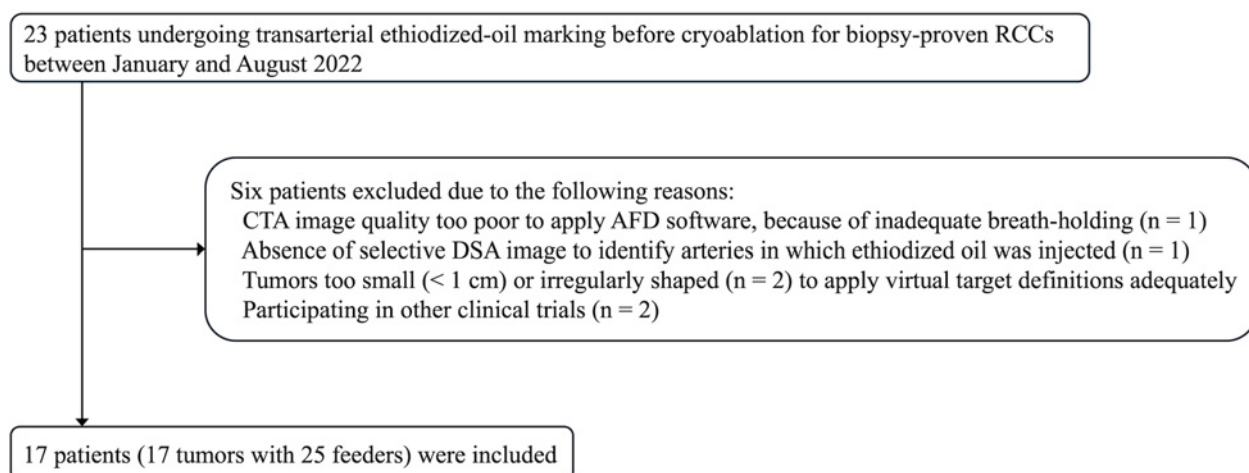 23 patients undergoing transarterial ethiodized-oil marking before cryoablation for biopsy-proven RCCs
between January and August 2022
Six patients excluded due to the following reasons:
CTA image quality too poor to apply AFD software, because of inadequate breath-holding (n = 1)
Absence of selective DSA image to identify arteries in which ethiodized oil was injected (n = 1)
Tumors too small (< 1 cm) or irregularly shaped (n = 2) to apply virtual target definitions adequately
Participating in other clinical trials (n = 2)
17 patients (17 tumors with 25 feeders) were included